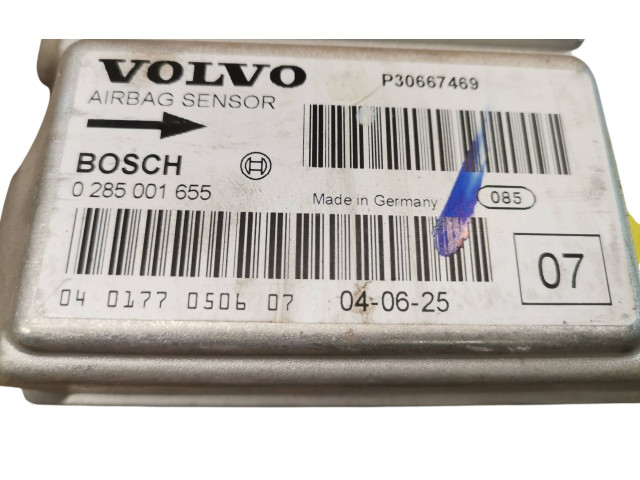 VOLVO P30667469
AIRBAG SENSOR
BOSCH
0 285 001 655 Made in Germany 085
07
04 0177 0506 07 04-06-25